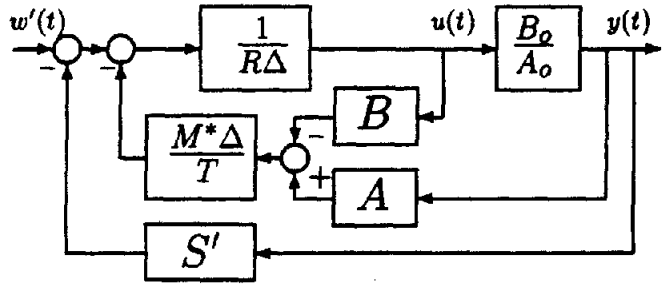 w'(t) 1 u(t) B_o y(t)
− − RΔ A_o
B
M*Δ −
T +
A
S'